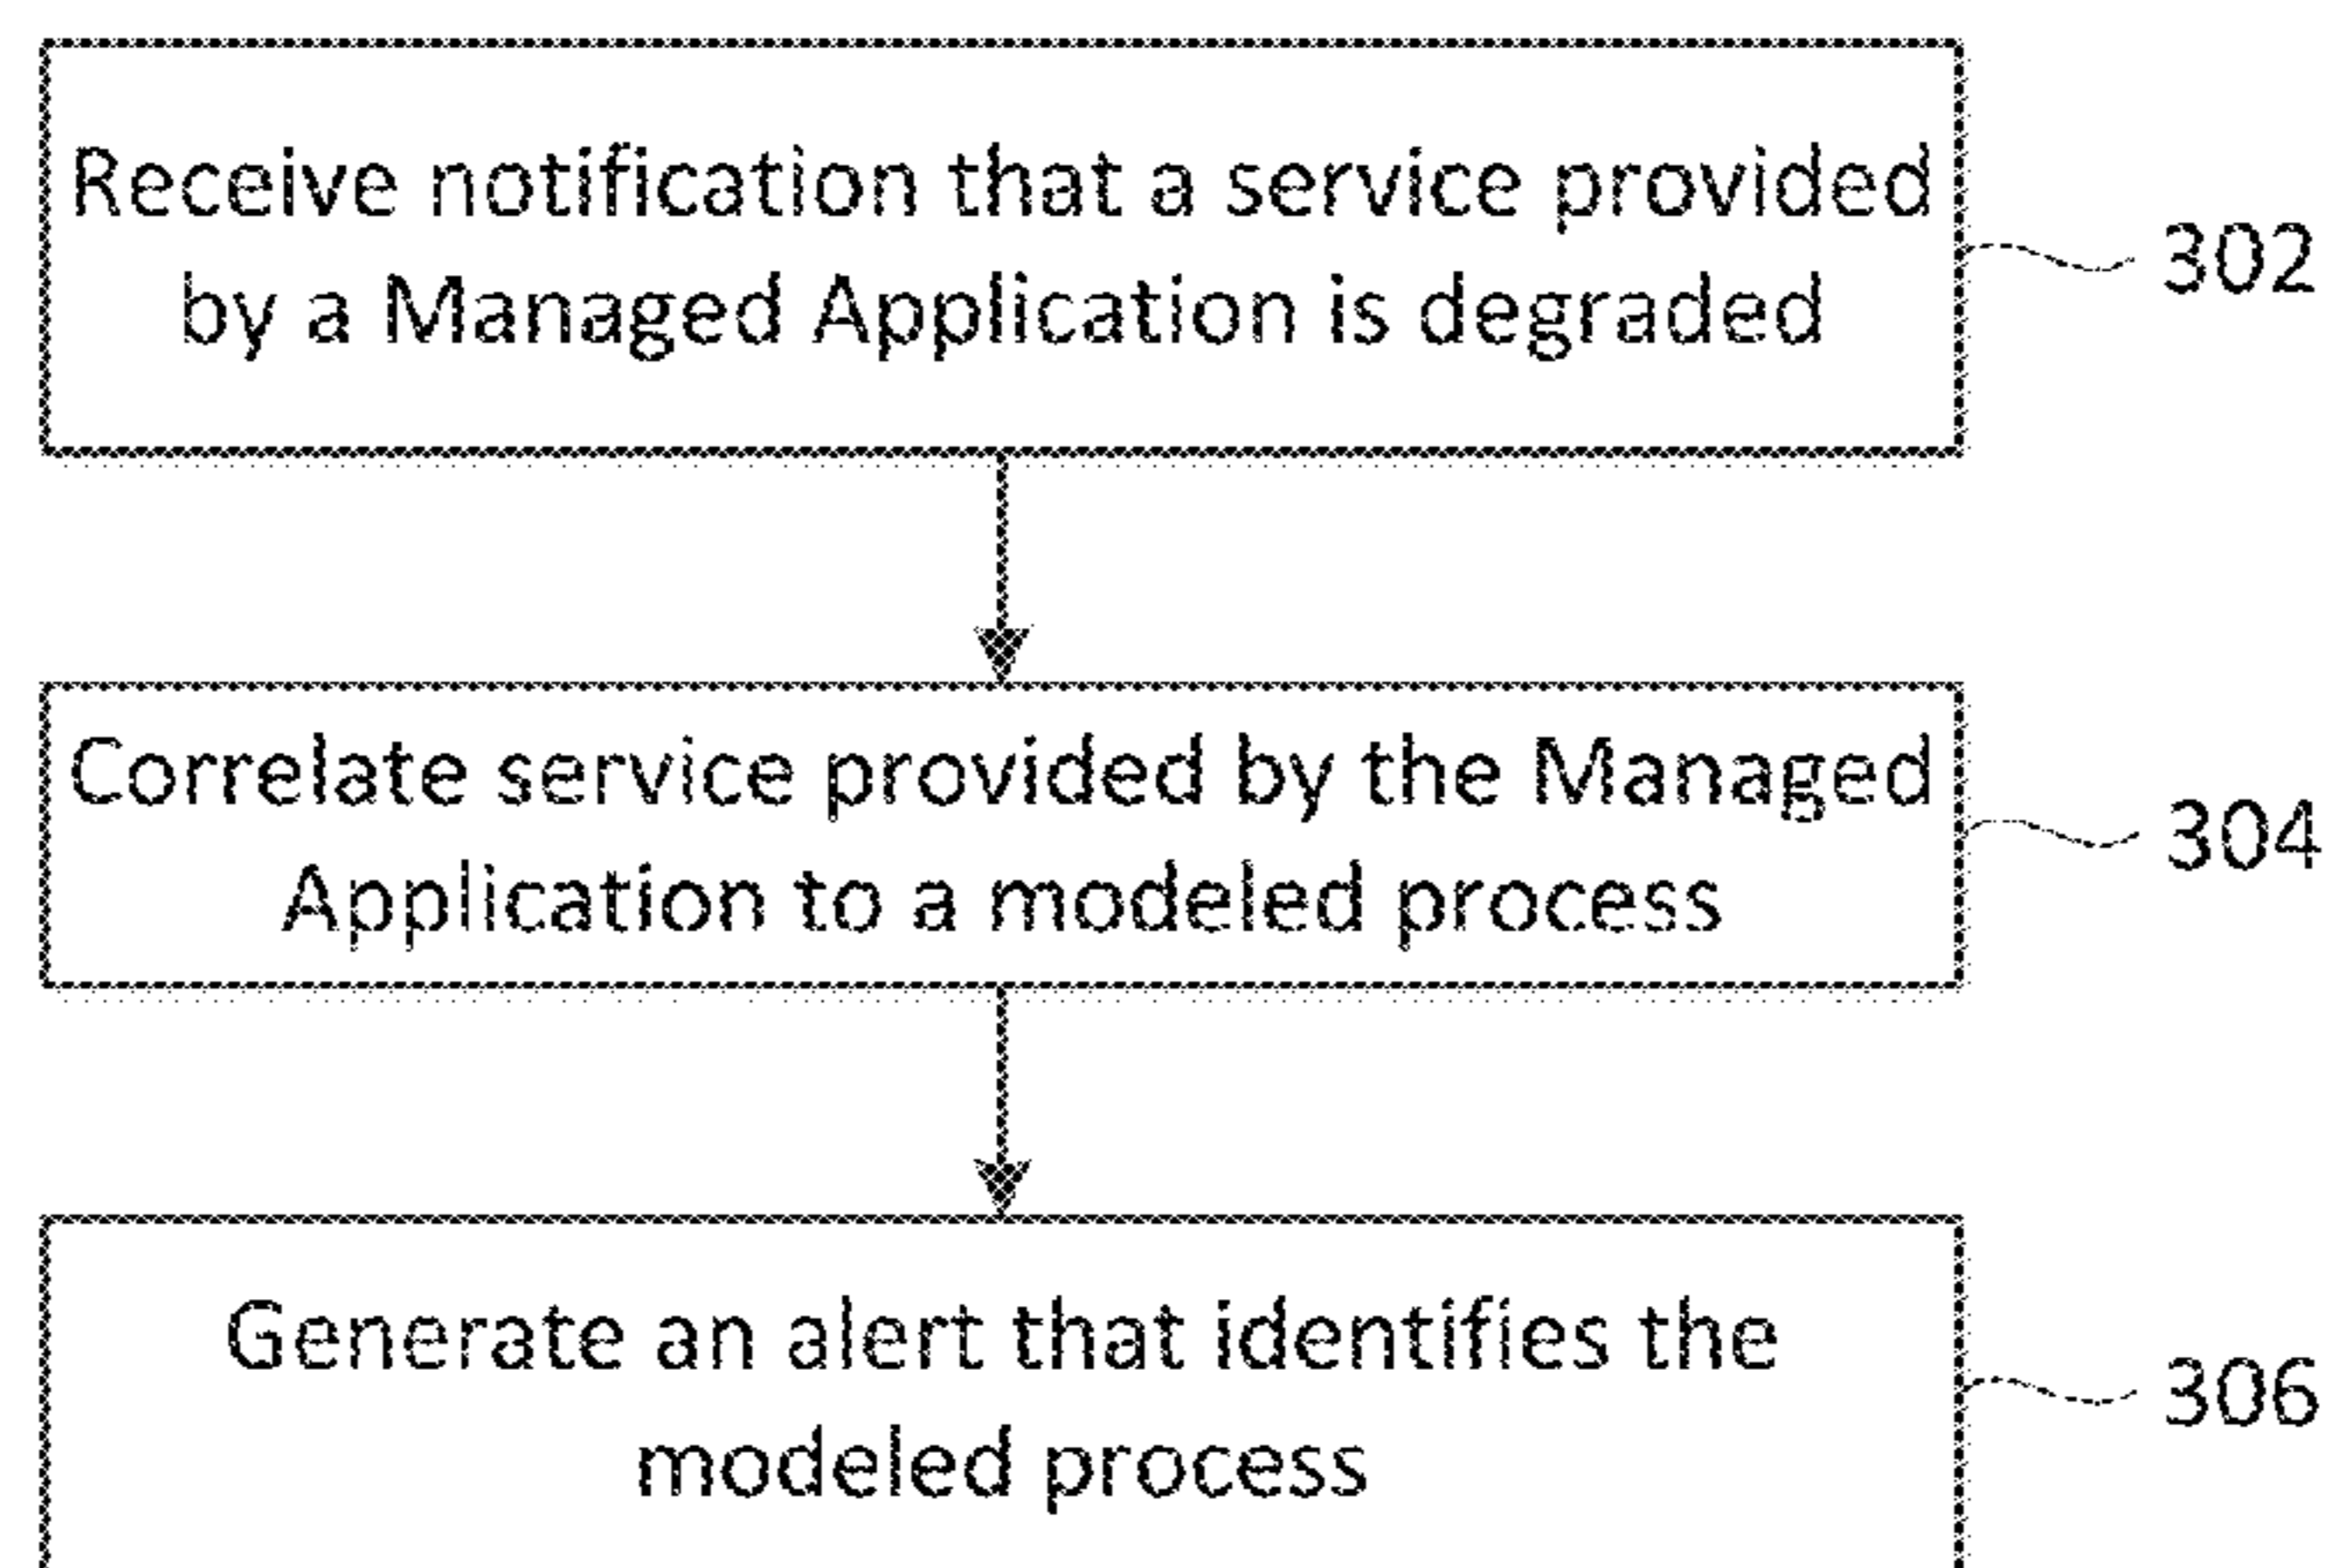 Receive notification that a service provided
by a Managed Application is degraded
302
Correlate service provided by the Managed
Application to a modeled process
304
Generate an alert that identifies the
modeled process
306